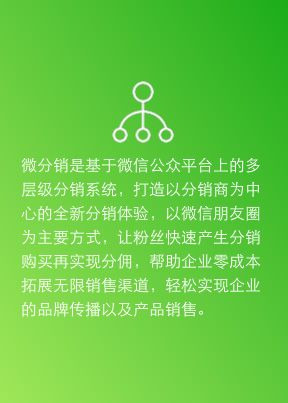 微分销是基于微信公众平台上的多
层级分销系统，打造以分销商为中
心的全新分销体验，以微信朋友圈
为主要方式，让粉丝快速产生分销
购买再实现分佣，帮助企业零成本
拓展无限销售渠道，轻松实现企业
的品牌传播以及产品销售。